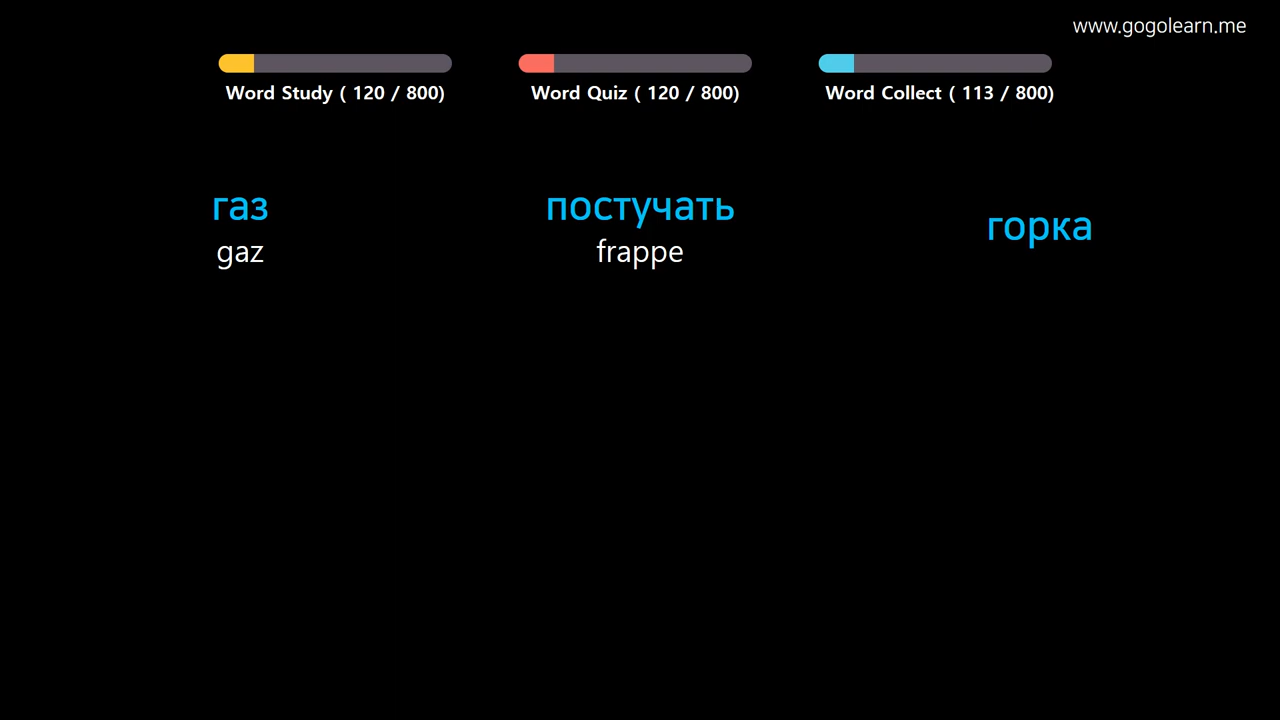 www.gogolearn.me
Word Study ( 120 / 800)
Word Quiz ( 120 / 800)
Word Collect ( 113 / 800)
газ
gaz
постучать
frappe
горка